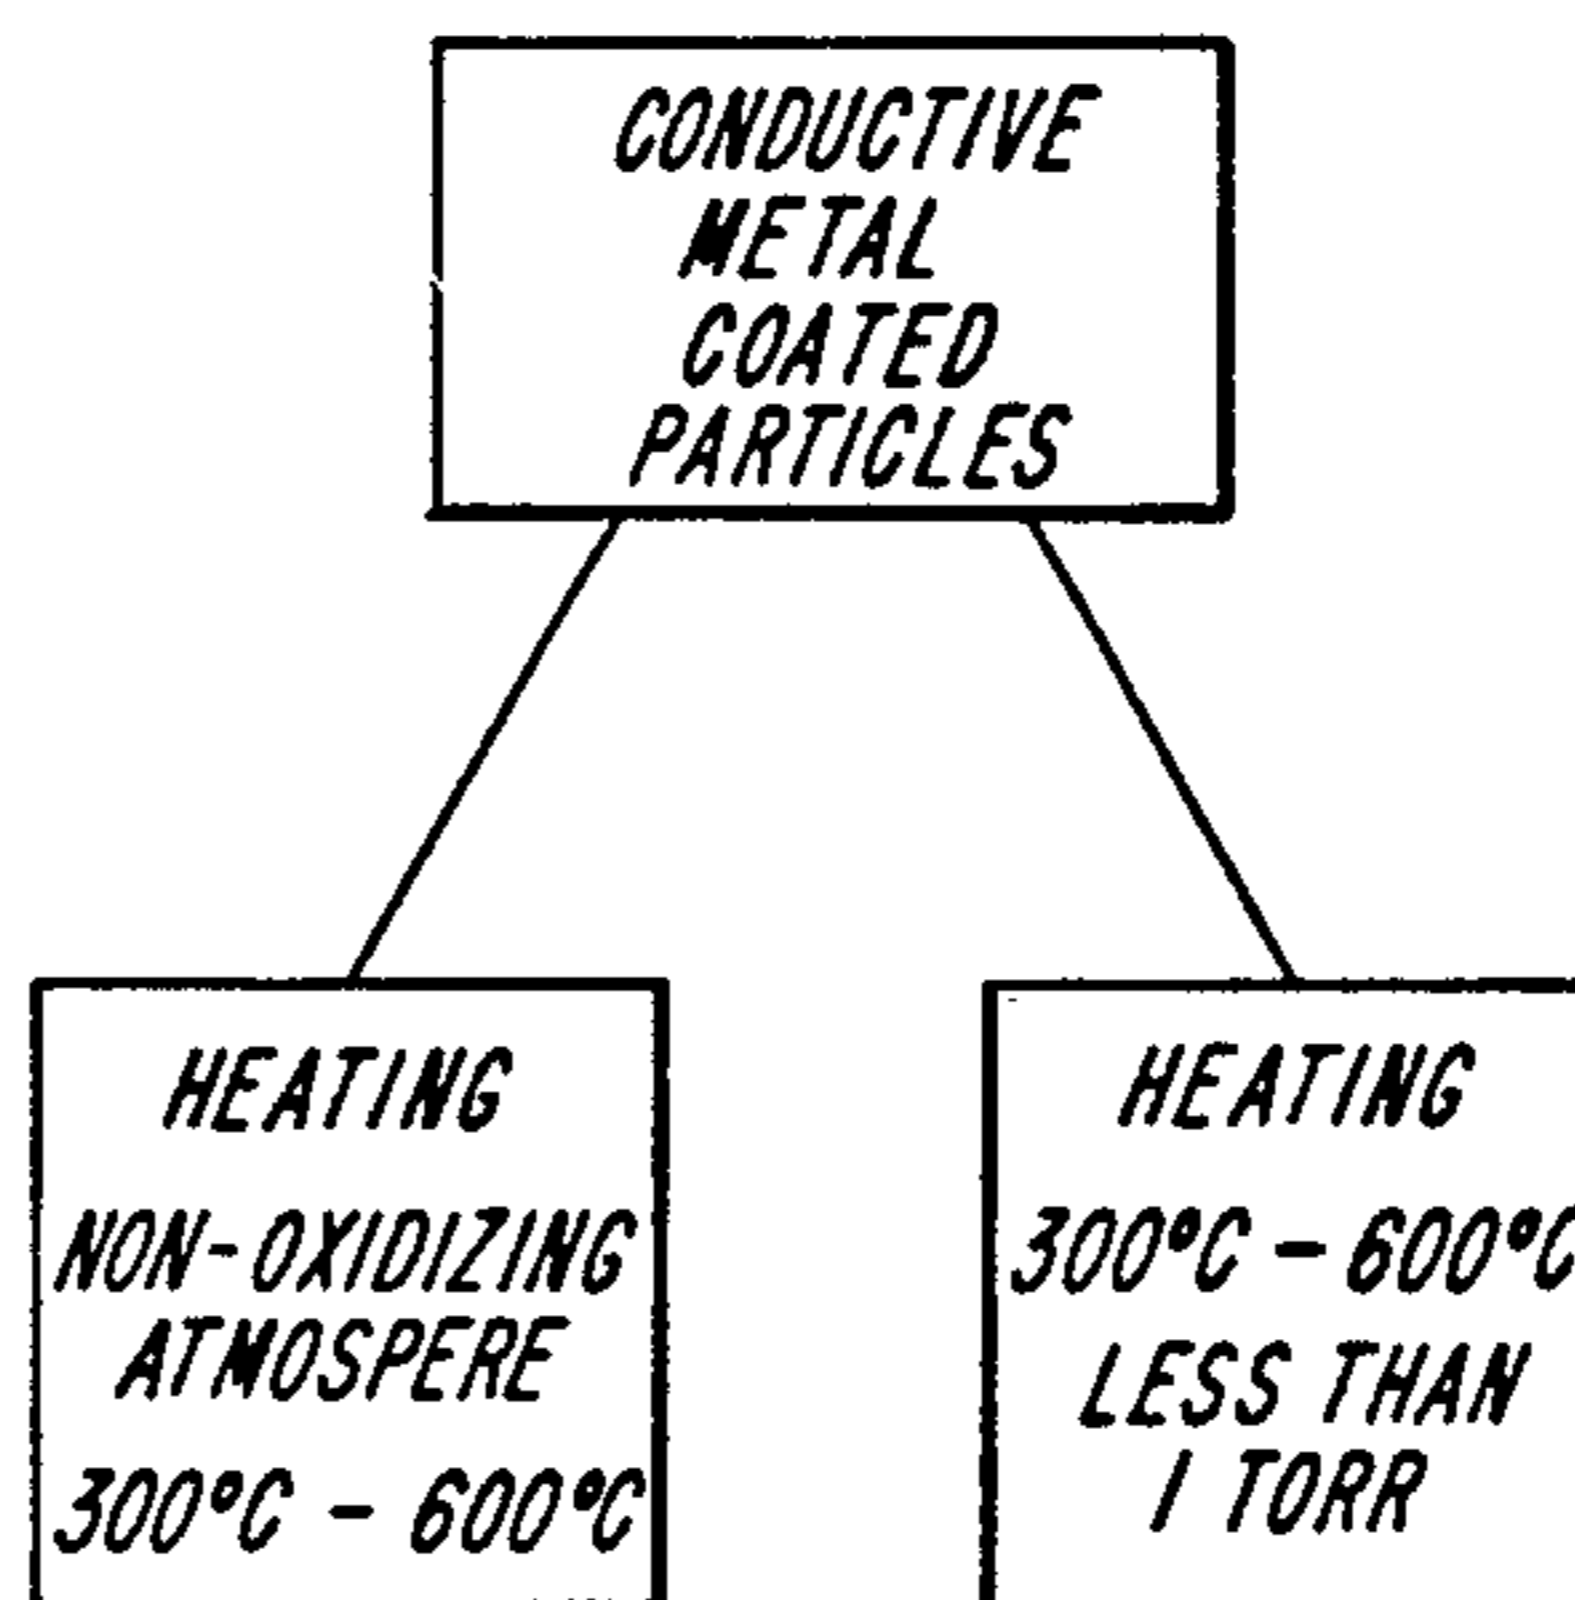 CONDUCTIVE
METAL
COATED
PARTICLES
HEATING
NON-OXIDIZING
ATMOSPERE
300°C - 600°C
HEATING
300°C - 600°C
LESS THAN
1 TORR